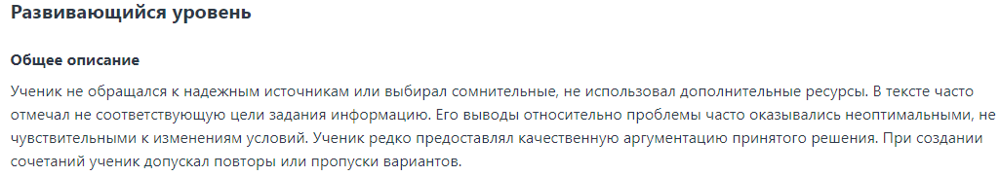 Развивающийся уровень
Общее описание
Ученик не обращался к надежным источникам или выбирал сомнительные, не использовал дополнительные ресурсы. В тексте часто
отмечал не соответствующую цели задания информацию. Его выводы относительно проблемы часто оказывались неоптимальными, не
чувствительными к изменениям условий. Ученик редко предоставлял качественную аргументацию принятого решения. При создании
сочетаний ученик допускал повторы или пропуски вариантов.